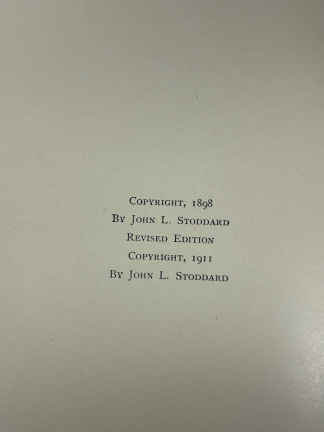 Copyright, 1898
By John L. Stoddard
Revised Edition
Copyright, 1911
By John L. Stoddard